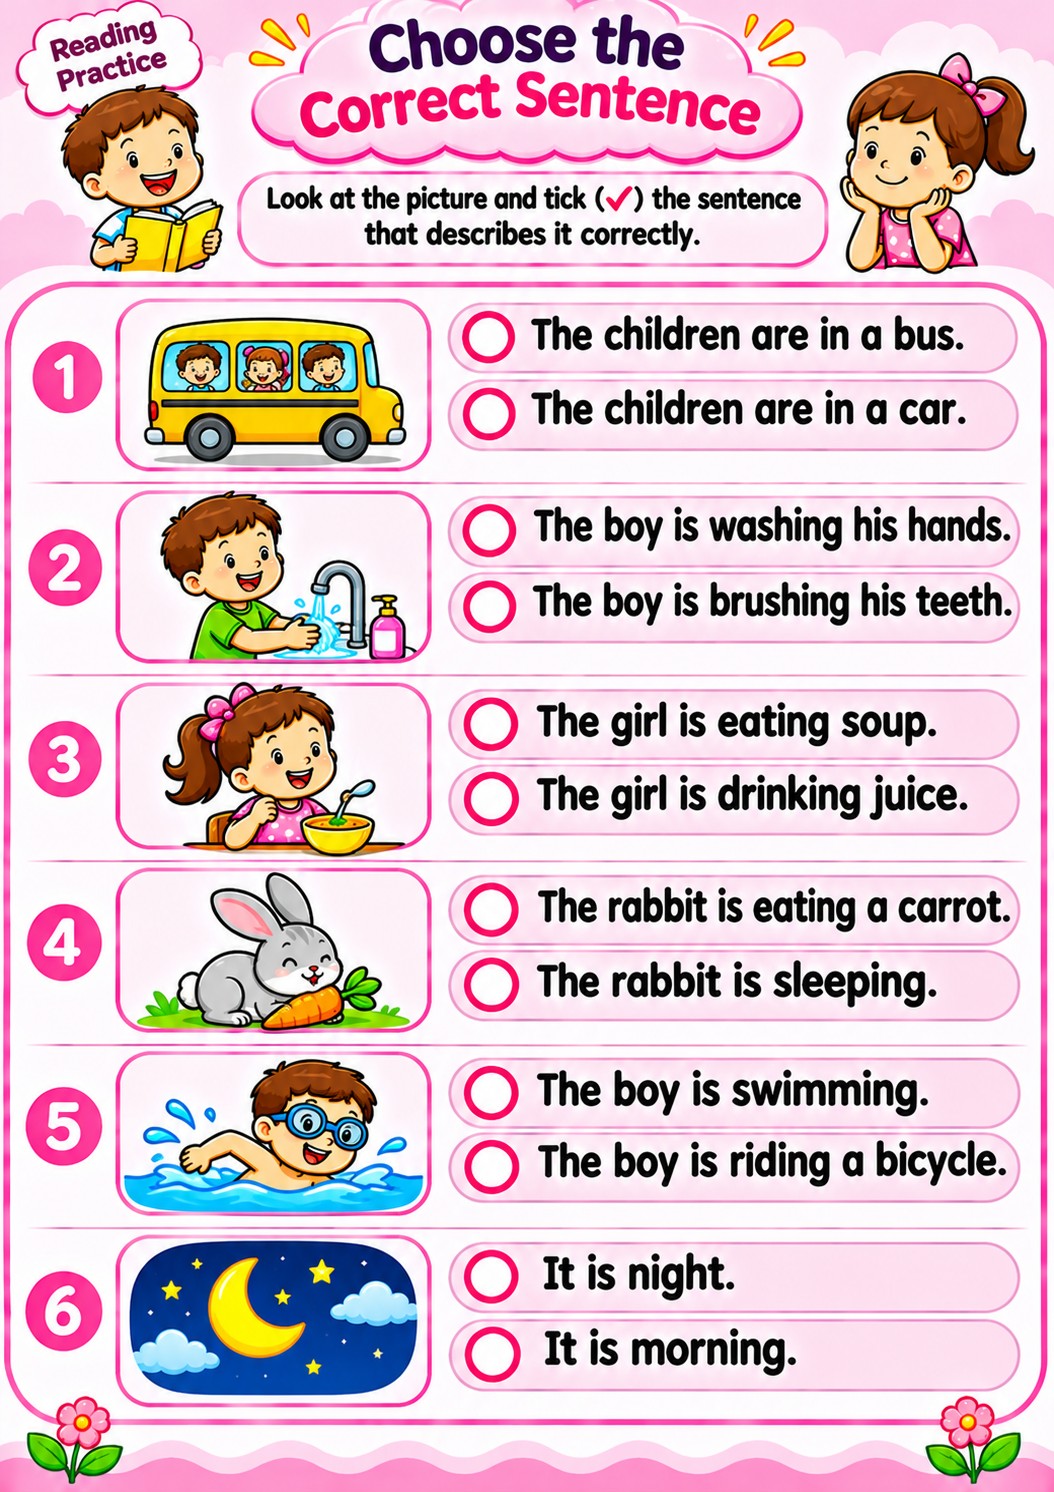 Reading
Practice
Choose the
Correct Sentence
Look at the picture and tick (✓) the sentence
that describes it correctly.
1
The children are in a bus.
The children are in a car.
2
The boy is washing his hands.
The boy is brushing his teeth.
3
The girl is eating soup.
The girl is drinking juice.
4
The rabbit is eating a carrot.
The rabbit is sleeping.
5
The boy is swimming.
The boy is riding a bicycle.
6
It is night.
It is morning.